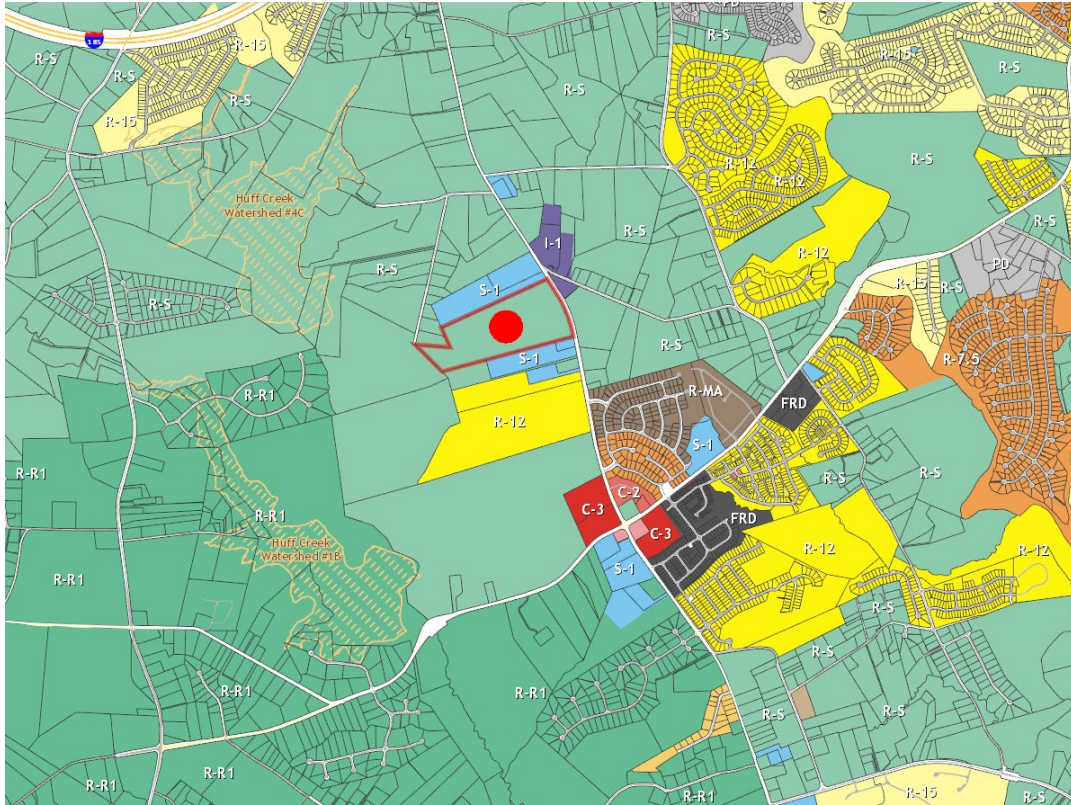 PD
R-S
R-15
R-S
R-15
R-S
I 85
R-S
R-S
R-S
R-S
R-15
R-S
R-12
R-12
Huff Creek
Watershed #4C
R-S
I-1
R-S
R-12
PD
R-S
S-1
R-15
R-S
R-S
S-1
R-S
R-7.5
R-R1
R-MA
FRD
R-12
S-1
R-R1
C-2
C-3
R-S
R-S
R-R1
FRD
C-3
Huff Creek
Watershed #1B
R-12
R-12
R-R1
S-1
R-S
R-S
R-R1
R-R1
R-S
R-S
R-R1
R-R1
R-15
R-S